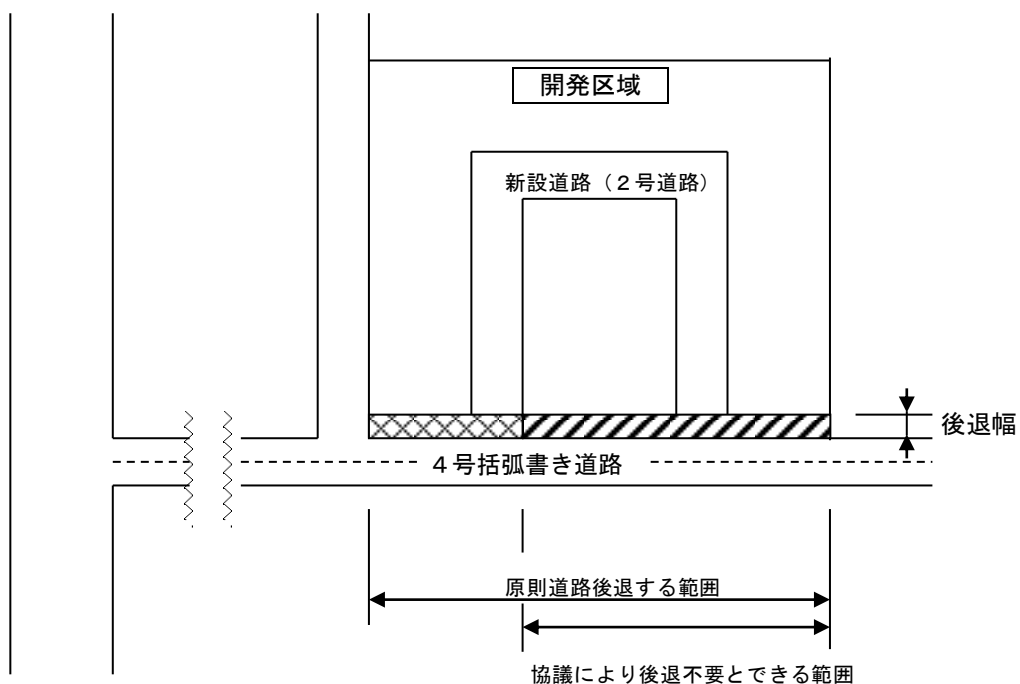 開発区域
新設道路（２号道路）
後退幅
４号括弧書き道路
原則道路後退する範囲
協議により後退不要とできる範囲